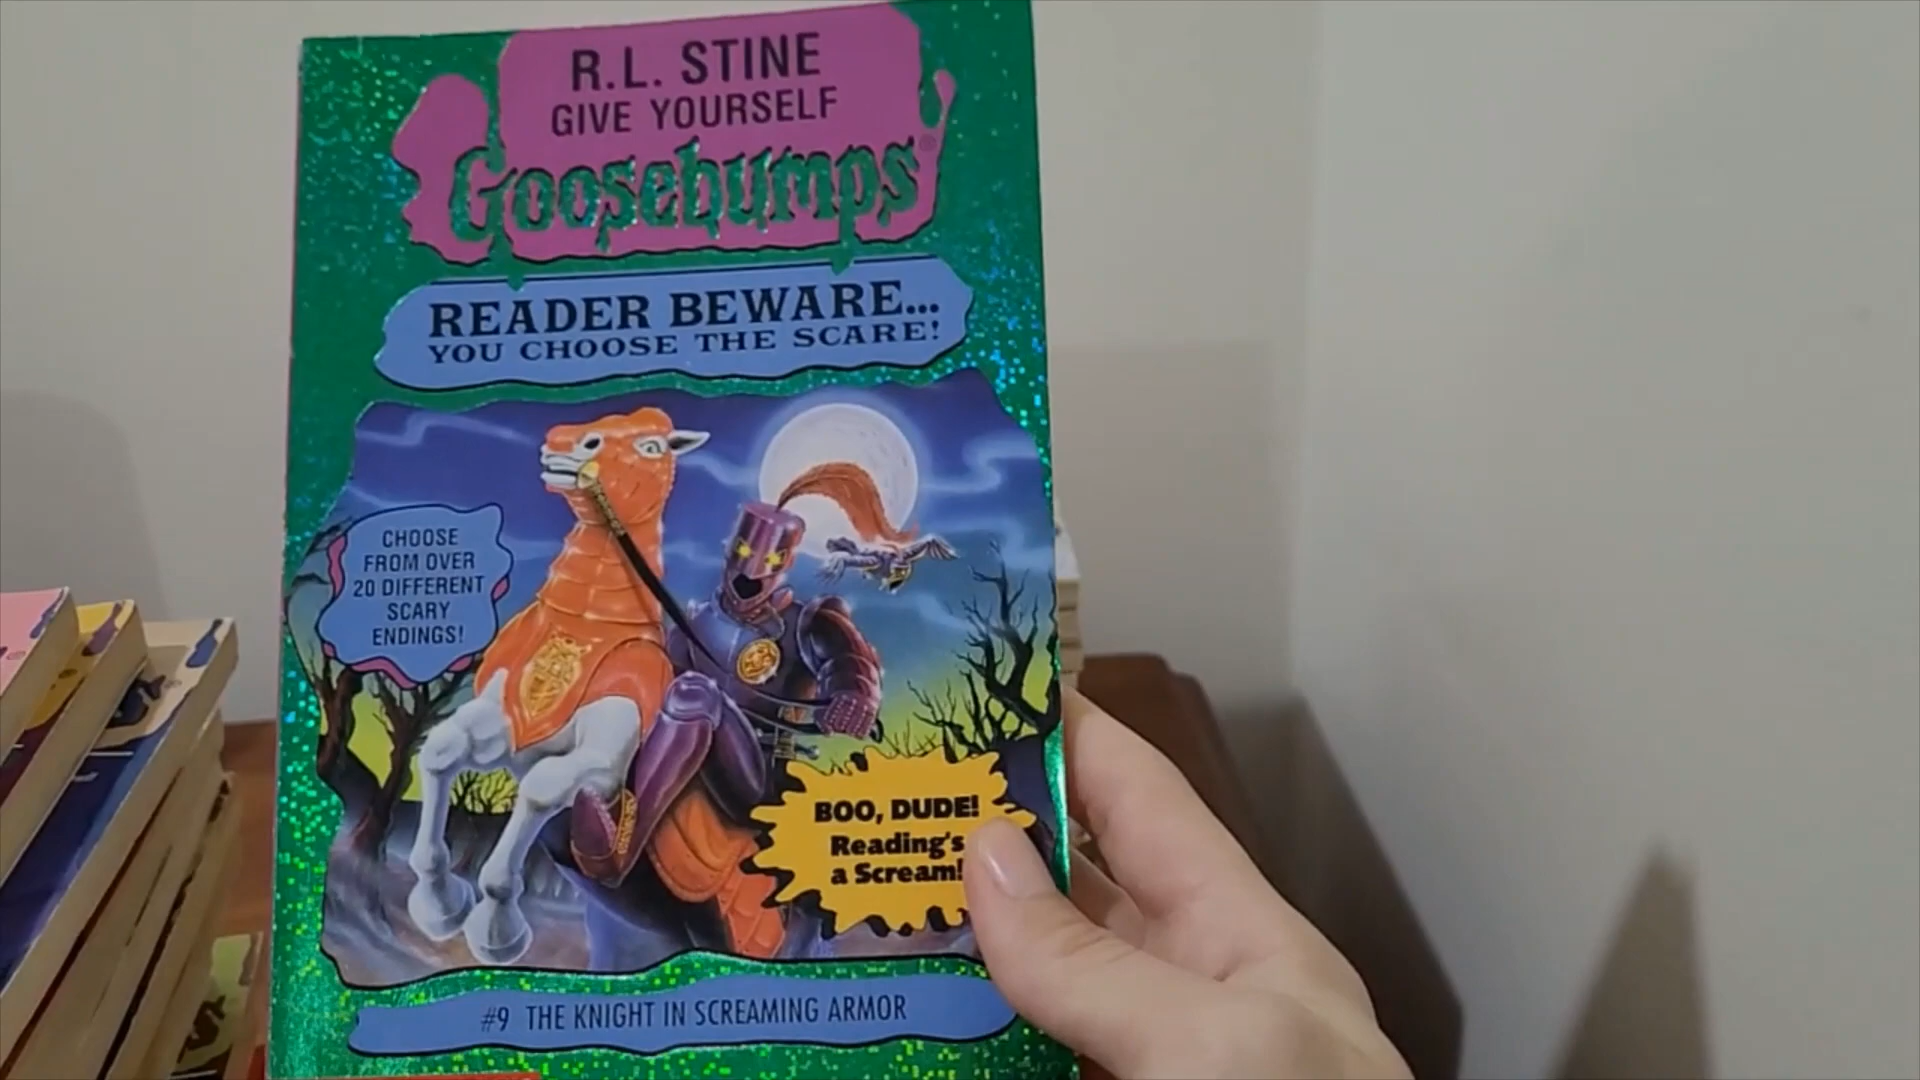 R.L. STINE
GIVE YOURSELF
Goosebumps®
READER BEWARE...
YOU CHOOSE THE SCARE!
CHOOSE
FROM OVER
20 DIFFERENT
SCARY
ENDINGS!
BOO, DUDE!
Reading's
a Scream!
#9 THE KNIGHT IN SCREAMING ARMOR